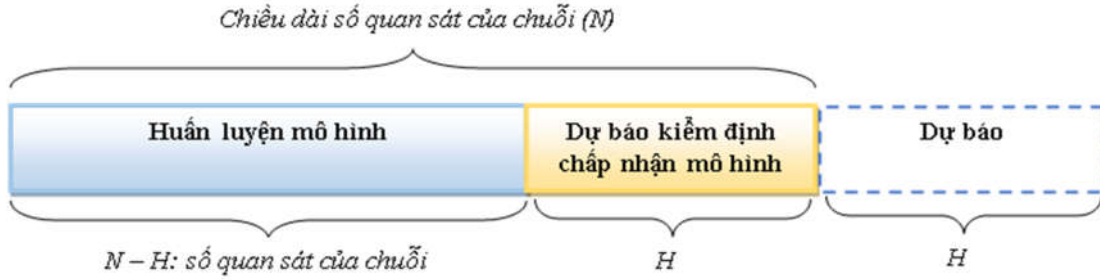 Chiều dài số quan sát của chuỗi (N)
Huấn luyện mô hình
Dự báo kiểm định
chấp nhận mô hình
Dự báo
N – H: số quan sát của chuỗi
H
H